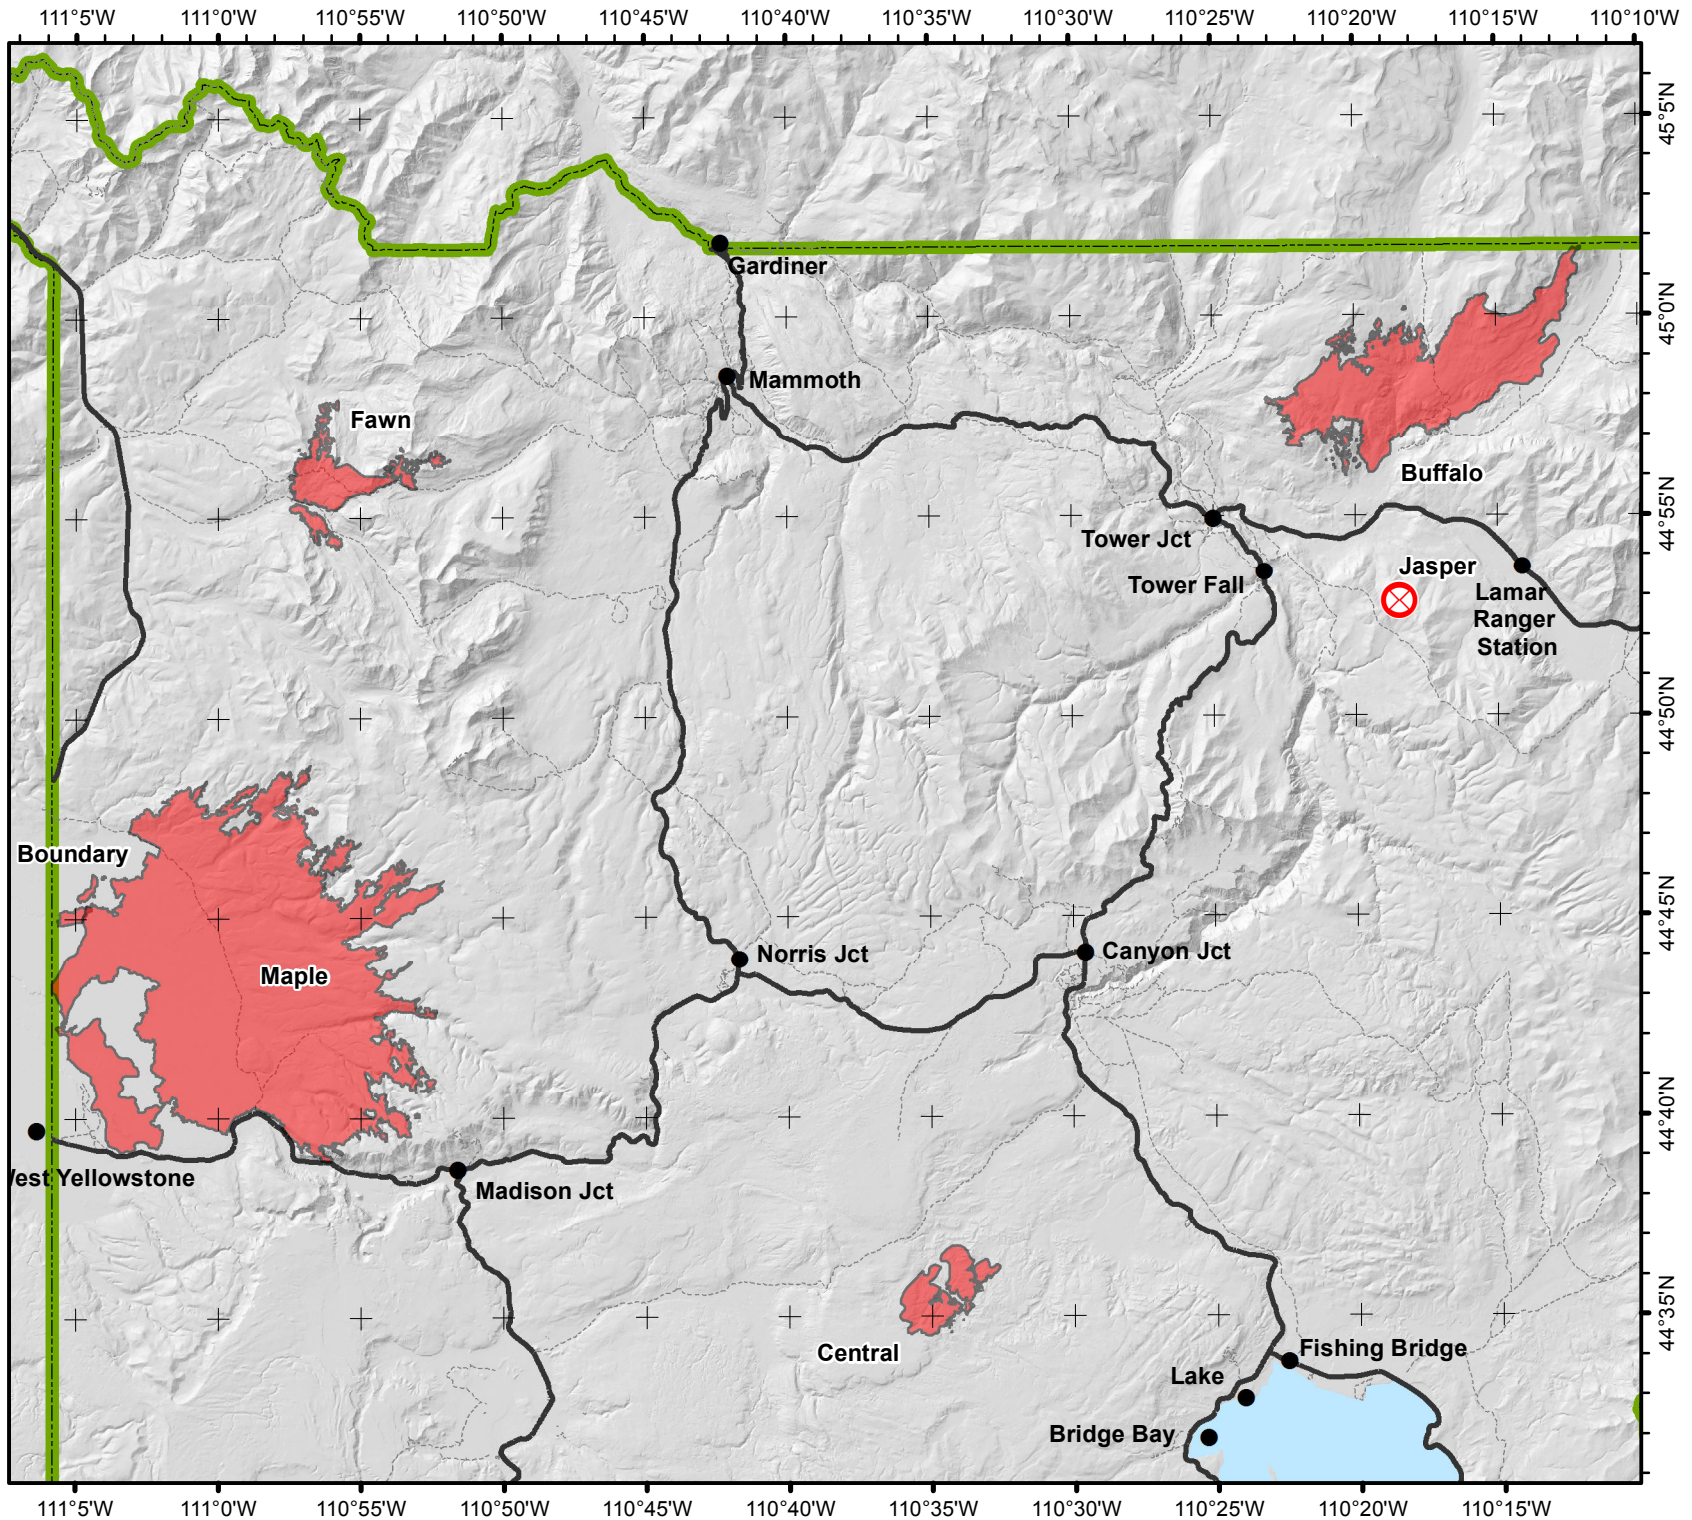 111°5'W 111°0'W 110°55'W 110°50'W 110°45'W 110°40'W 110°35'W 110°30'W 110°25'W 110°20'W 110°15'W 110°10'W
45°5'N
Gardiner
45°0'N
Mammoth
Fawn
Buffalo
44°55'N
Tower Jct
Jasper
Tower Fall
Lamar
Ranger
Station
44°50'N
Boundary
44°45'N
Norris Jct
Canyon Jct
Maple
44°40'N
est Yellowstone
Madison Jct
44°35'N
Fishing Bridge
Central
Lake
Bridge Bay
111°5'W 111°0'W 110°55'W 110°50'W 110°45'W 110°40'W 110°35'W 110°30'W 110°25'W 110°20'W 110°15'W